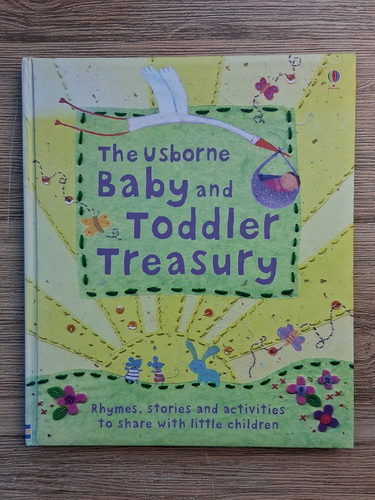 The Usborne
Baby and
Toddler
Treasury
Rhymes, stories and activities
to share with little children